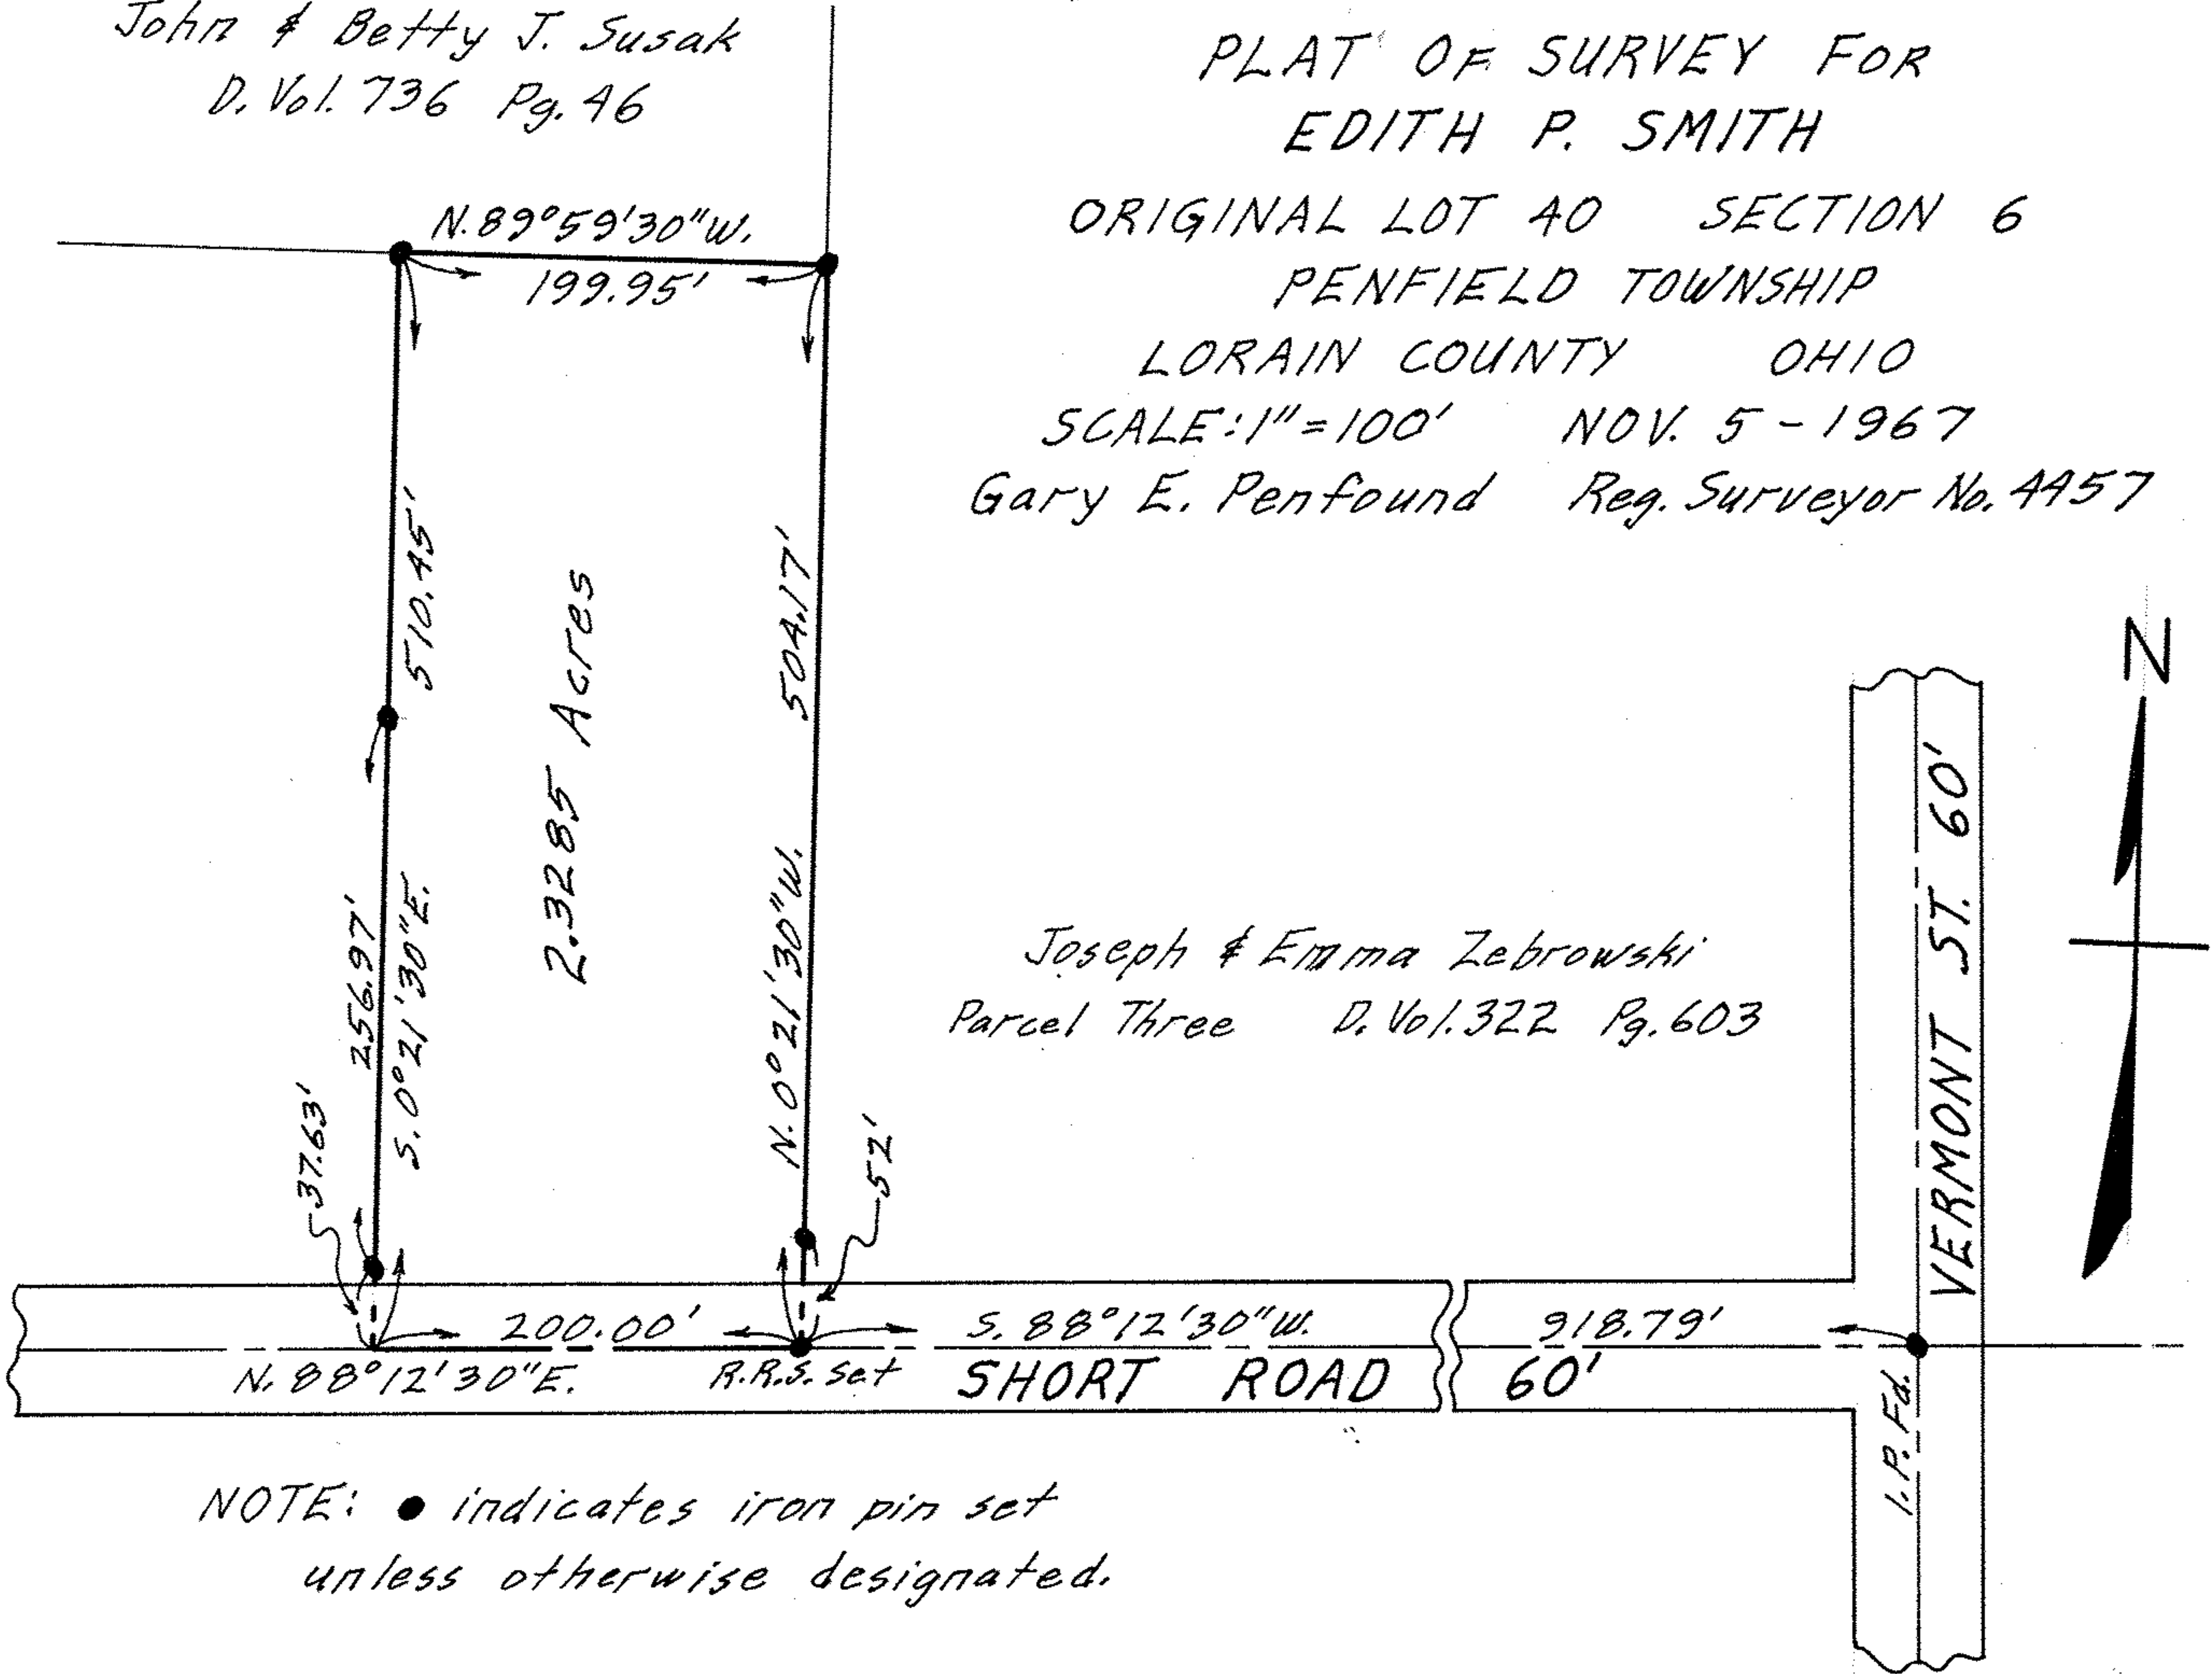 John & Betty J. Susak
D. Vol. 736 Pg. 46
PLAT OF SURVEY FOR
EDITH P. SMITH
ORIGINAL LOT 40 SECTION 6
PENFIELD TOWNSHIP
LORAIN COUNTY OHIO
SCALE: 1" = 100' NOV. 5 - 1967
Gary E. Penfound Reg. Surveyor No. 4457
N. 89°59'30" W.
199.95'
510.45'
504.17'
2.3285 Acres
256.97'
S. 0°21'30" E.
N. 0°21'30" W.
37.63'
52'
N
VERMONT ST. 60'
Joseph & Emma Zebrowski
Parcel Three D. Vol. 322 Pg. 603
200.00'
S. 88°12'30" W.
918.79'
N. 88°12'30" E.
R.R.S. Set
SHORT ROAD 60'
I.P. Fd.
NOTE: ● indicates iron pin set
unless otherwise designated.